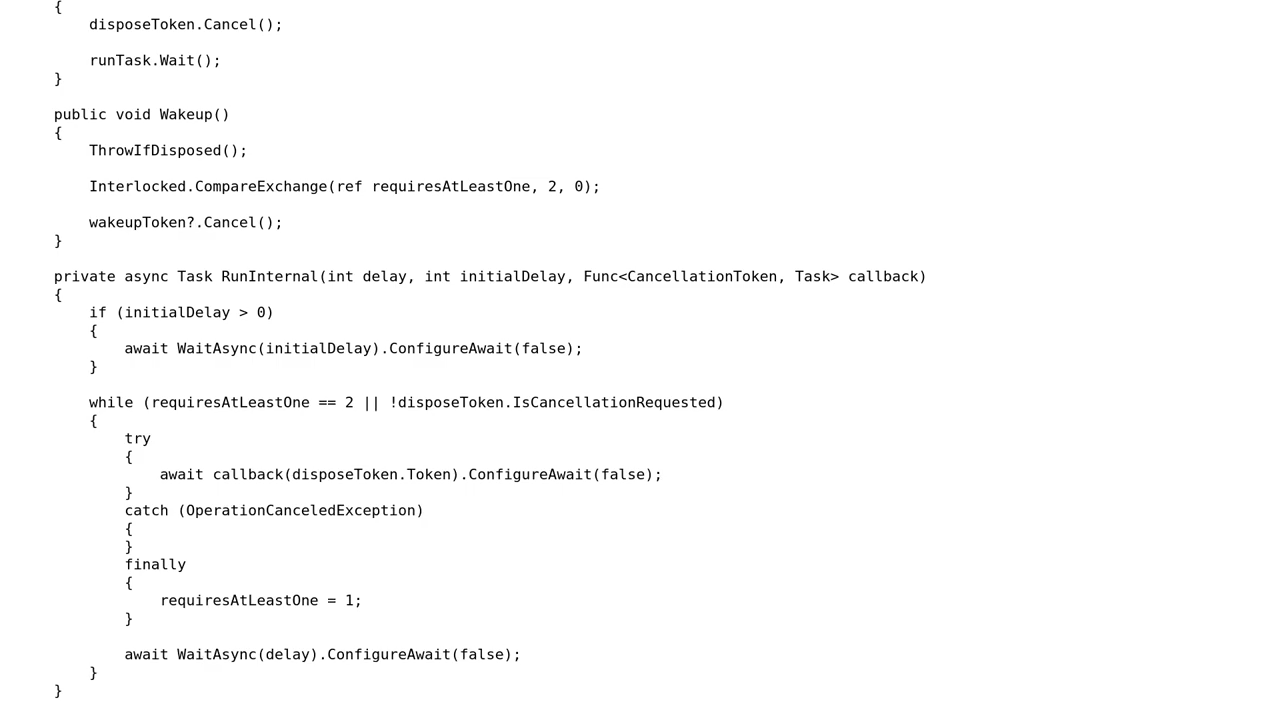 {
disposeToken.Cancel();
runTask.Wait();
}
public void Wakeup()
{
ThrowIfDisposed();
Interlocked.CompareExchange(ref requiresAtLeastOne, 2, 0);
wakeupToken?.Cancel();
}
private async Task RunInternal(int delay, int initialDelay, Func<CancellationToken, Task> callback)
{
if (initialDelay > 0)
{
await WaitAsync(initialDelay).ConfigureAwait(false);
}
while (requiresAtLeastOne == 2 || !disposeToken.IsCancellationRequested)
{
try
{
await callback(disposeToken.Token).ConfigureAwait(false);
}
catch (OperationCanceledException)
{
}
finally
{
requiresAtLeastOne = 1;
}
await WaitAsync(delay).ConfigureAwait(false);
}
}